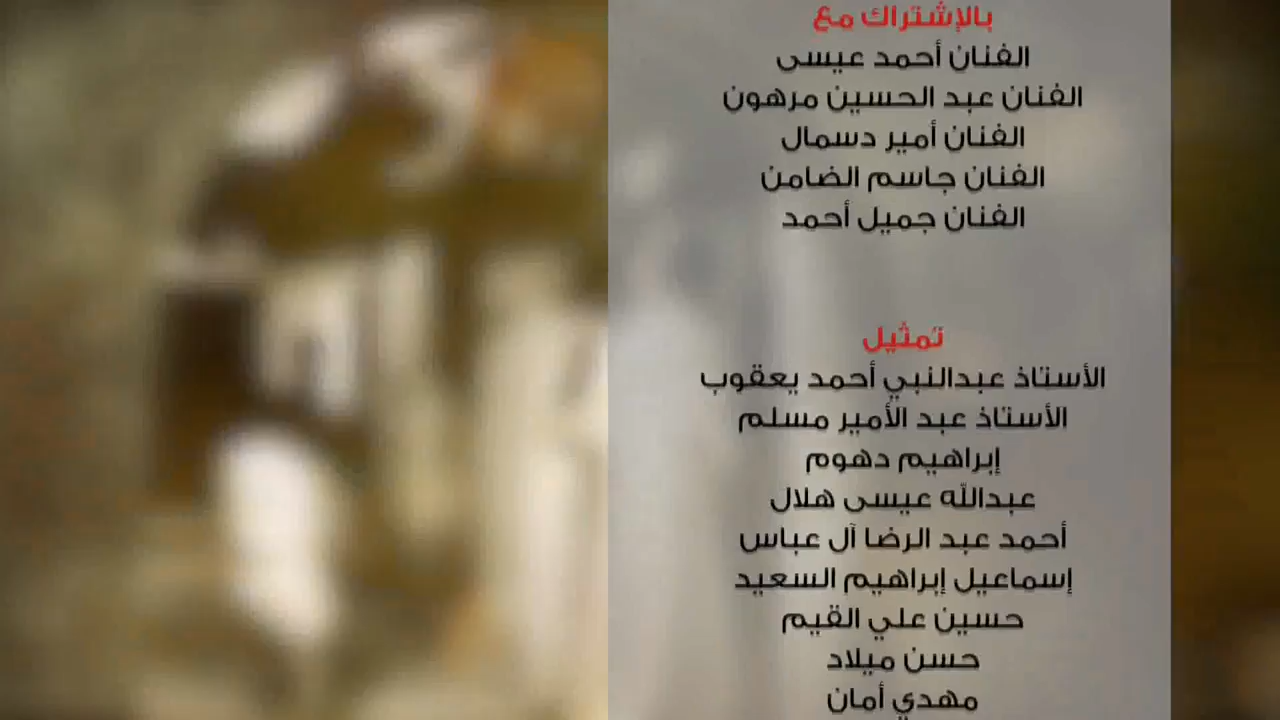 بالإشتراك مع
الفنان أحمد عيسى
الفنان عبد الحسين مرهون
الفنان أمير دسمال
الفنان جاسم الضامن
الفنان جميل أحمد
تمثيل
الأستاذ عبدالنبي أحمد يعقوب
الأستاذ عبد الأمير مسلم
إبراهيم دهوم
عبدالله عيسى هلال
أحمد عبد الرضا آل عباس
إسماعيل إبراهيم السعيد
حسين علي القيم
حسن ميلاد
مهدي أمان